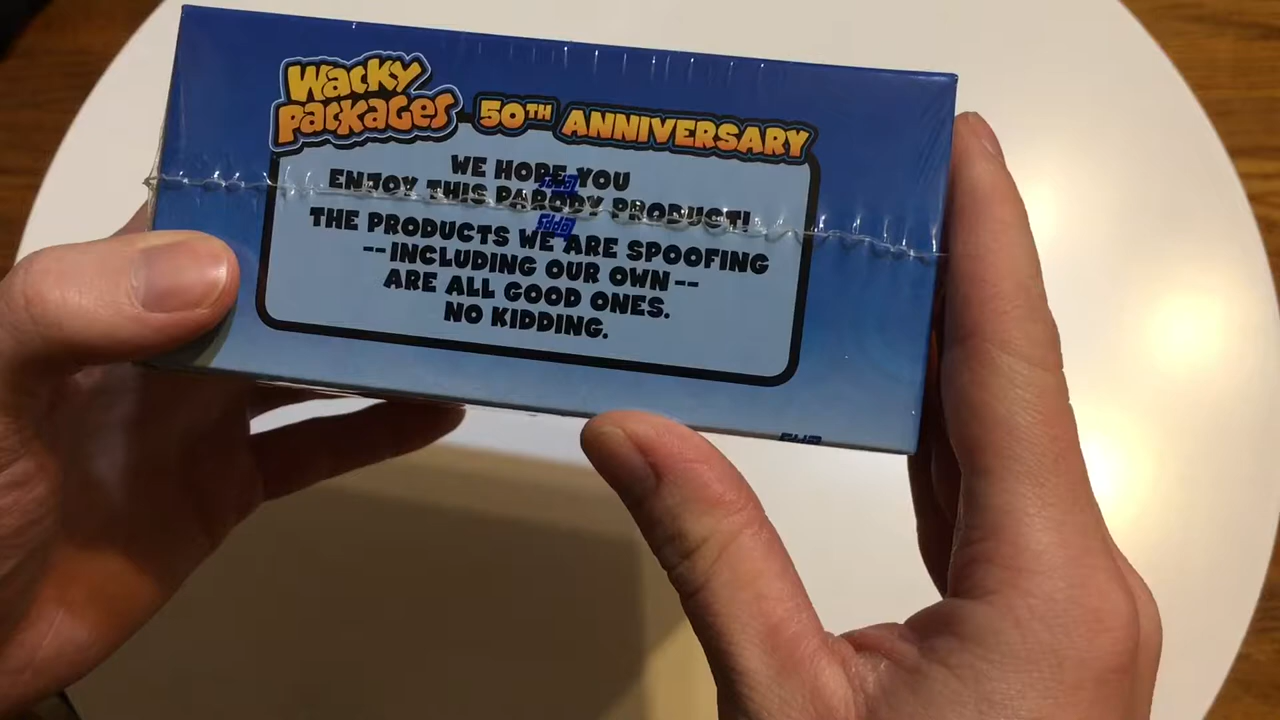 Wacky
Packages
50TH ANNIVERSARY
WE HOPE YOU
ENJOY THIS PARODY PRODUCT!
THE PRODUCTS WE ARE SPOOFING
--INCLUDING OUR OWN--
ARE ALL GOOD ONES.
NO KIDDING.